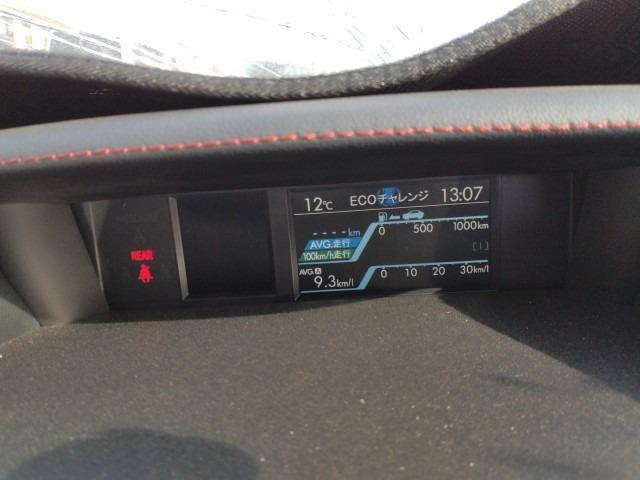 12℃ ECOチャレンジ 13:07
---- km
0 500 1000km
AVG.走行
100km/h走行
[ l ]
REAR
AVG.A
9.3km/l
0 10 20 30km/l